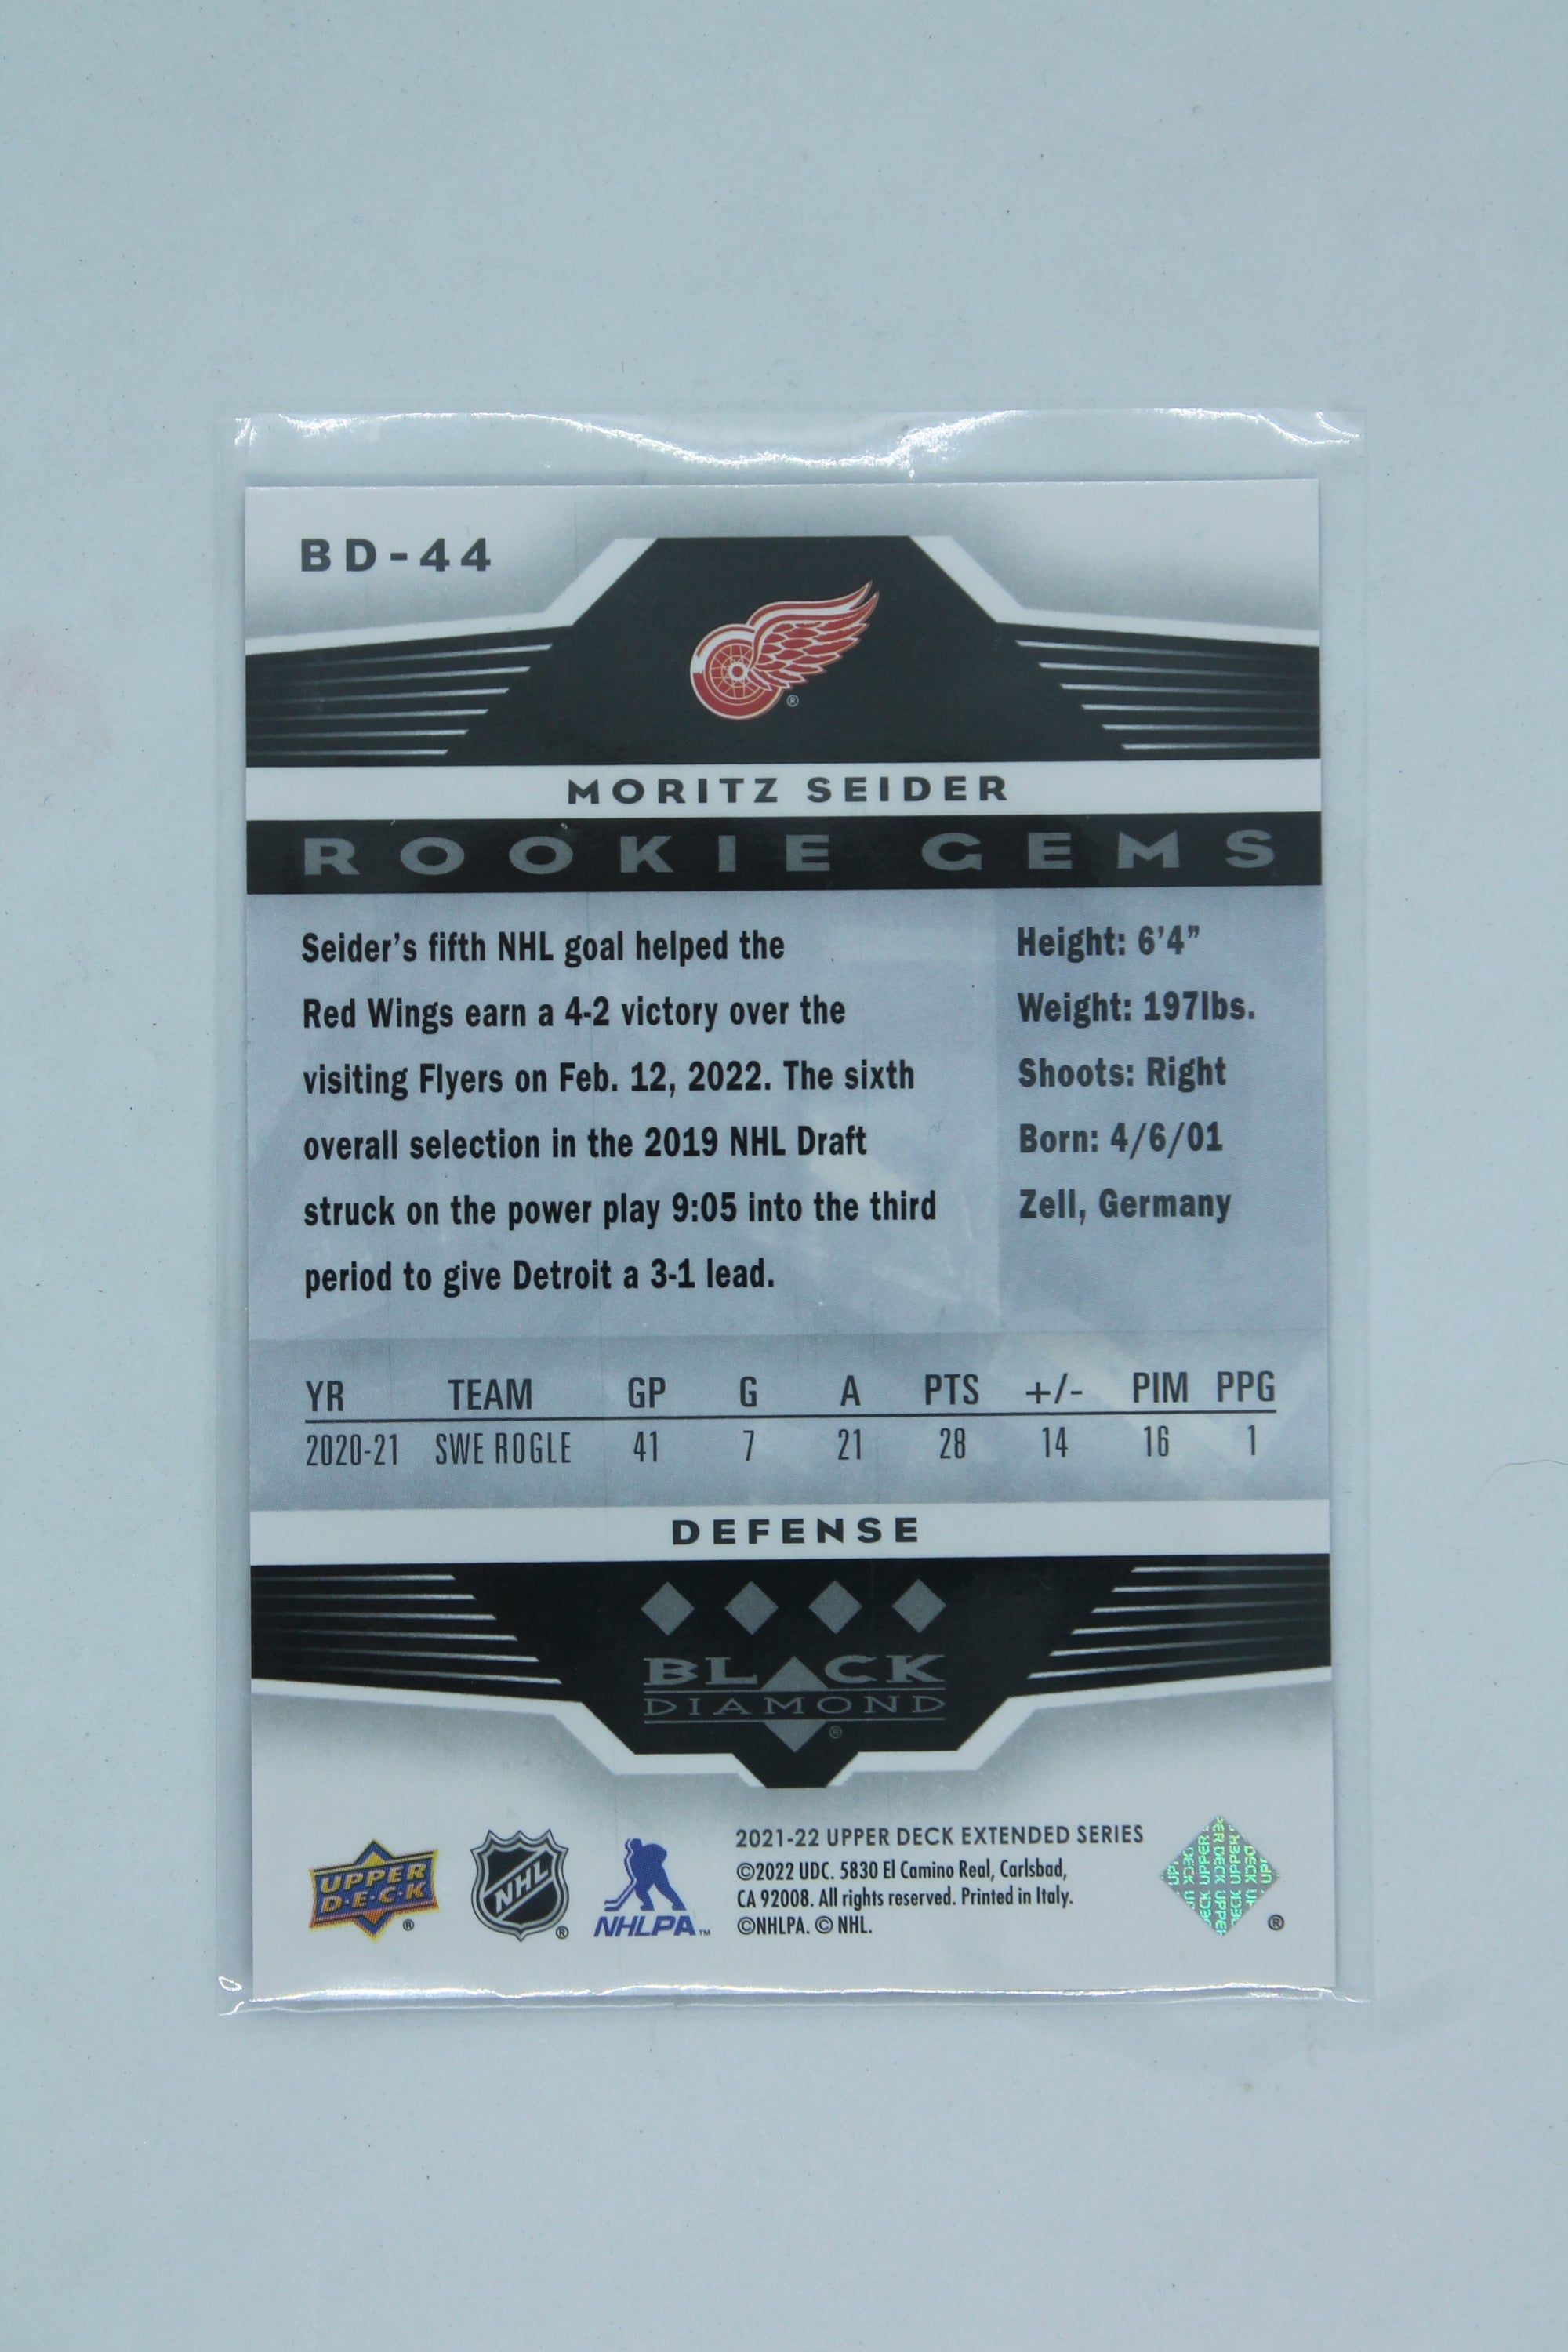 BD-44
®
MORITZ SEIDER
ROOKIE GEMS
Seider's fifth NHL goal helped the
Red Wings earn a 4-2 victory over the
visiting Flyers on Feb. 12, 2022. The sixth
overall selection in the 2019 NHL Draft
struck on the power play 9:05 into the third
period to give Detroit a 3-1 lead.
Height: 6'4"
Weight: 197lbs.
Shoots: Right
Born: 4/6/01
Zell, Germany
YR TEAM GP G A PTS +/- PIM PPG
2020-21 SWE ROGLE 41 7 21 28 14 16 1
DEFENSE
BLACK
DIAMOND
®
UPPER
D·E·C·K
®
NHL
®
NHLPA™
2021-22 UPPER DECK EXTENDED SERIES
©2022 UDC. 5830 El Camino Real, Carlsbad,
CA 92008. All rights reserved. Printed in Italy.
©NHLPA. © NHL.
UPPER DECK
®